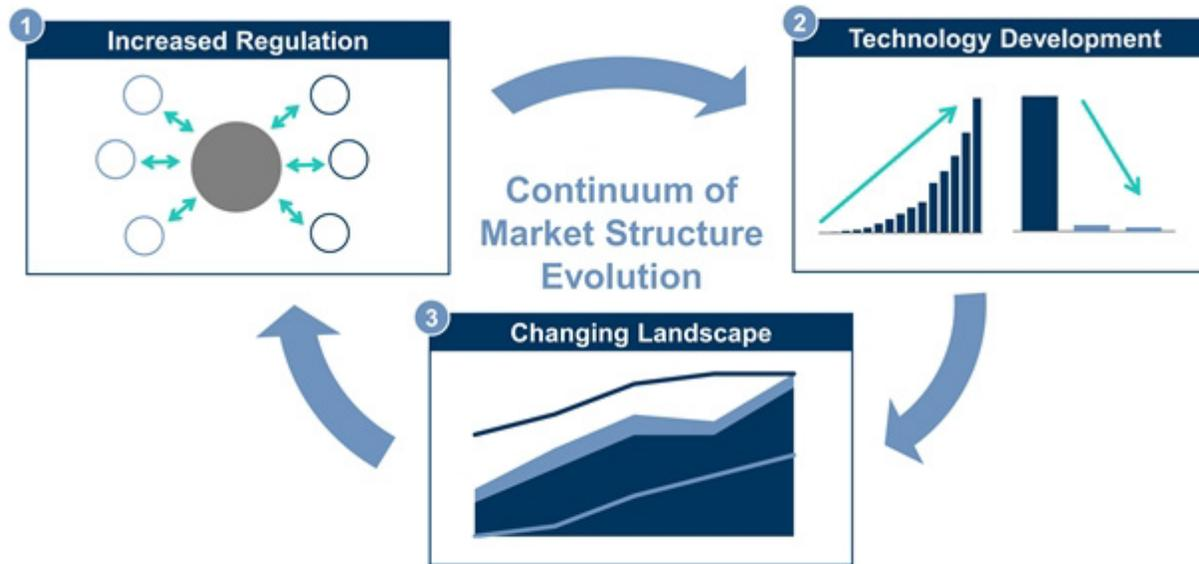 1
Increased Regulation
2
Technology Development
Continuum of
Market Structure
Evolution
3
Changing Landscape